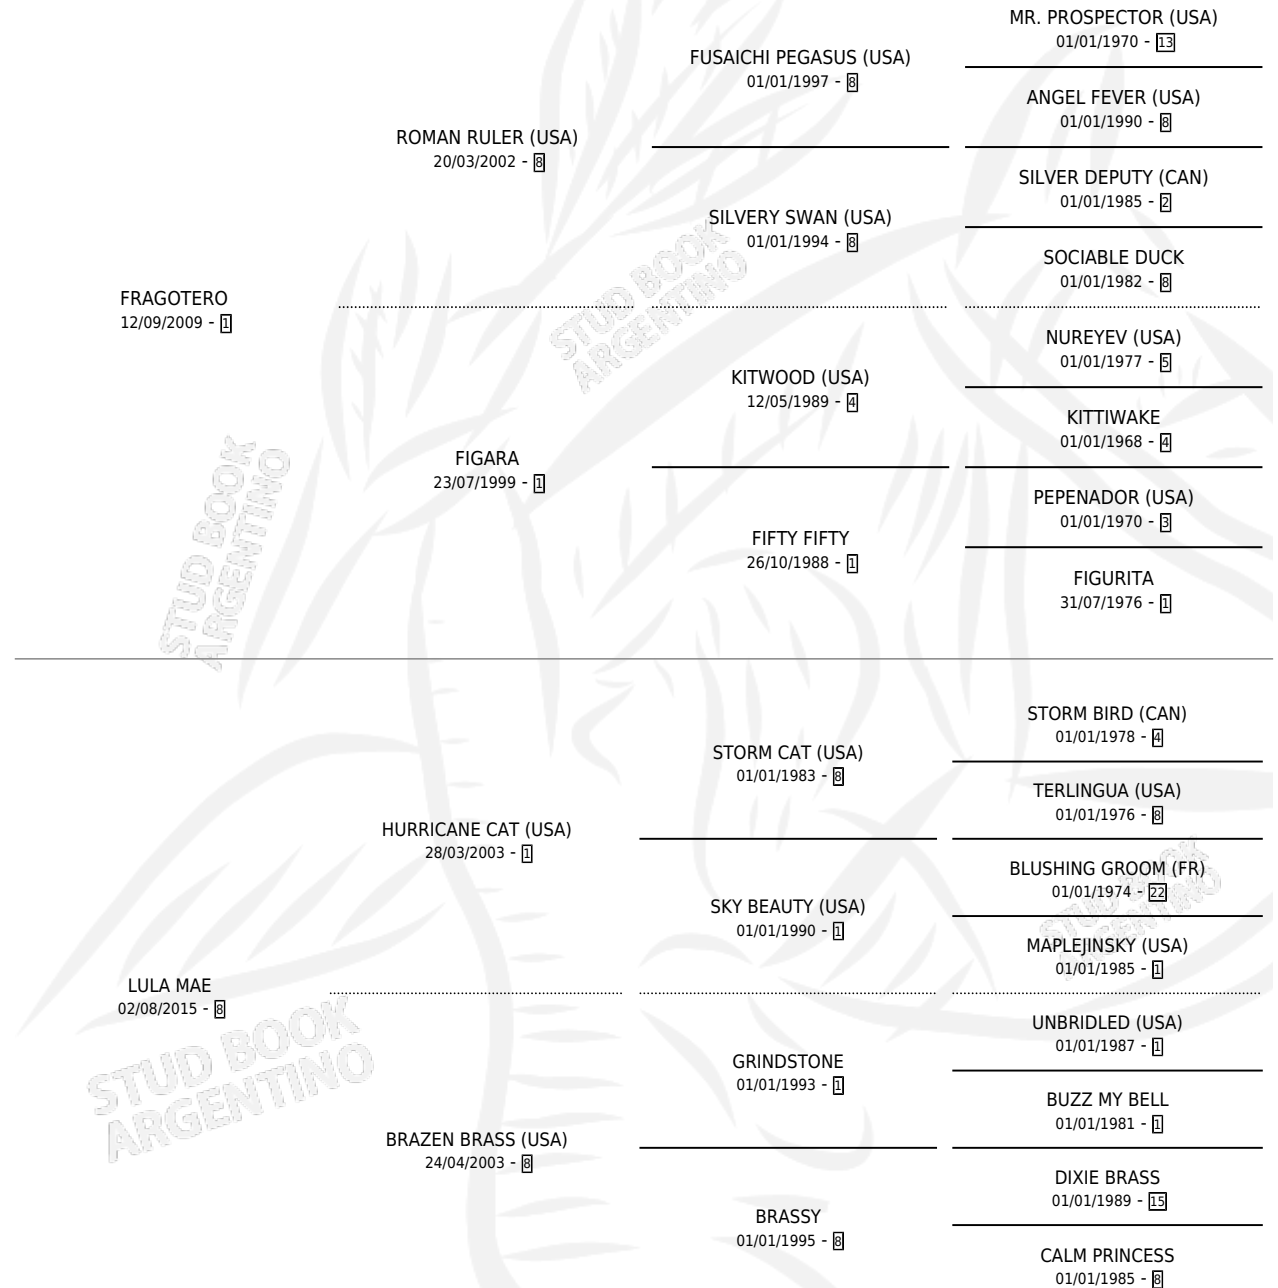 MR. PROSPECTOR (USA)
01/01/1970 - 13
FUSAICHI PEGASUS (USA)
01/01/1997 - 8
ANGEL FEVER (USA)
01/01/1990 - 8
ROMAN RULER (USA)
20/03/2002 - 8
SILVER DEPUTY (CAN)
01/01/1985 - 2
SILVERY SWAN (USA)
01/01/1994 - 8
SOCIABLE DUCK
01/01/1982 - 8
STUD BOOK
ARGENTINO
FRAGOTERO
12/09/2009 - 1
NUREYEV (USA)
01/01/1977 - 5
KITWOOD (USA)
12/05/1989 - 4
KITTIWAKE
01/01/1968 - 4
FIGARA
23/07/1999 - 1
PEPENADOR (USA)
01/01/1970 - 3
FIFTY FIFTY
26/10/1988 - 1
FIGURITA
31/07/1976 - 1
STUD BOOK
ARGENTINO
STORM BIRD (CAN)
01/01/1978 - 4
STORM CAT (USA)
01/01/1983 - 8
TERLINGUA (USA)
01/01/1976 - 8
HURRICANE CAT (USA)
28/03/2003 - 1
BLUSHING GROOM (FR)
01/01/1974 - 22
SKY BEAUTY (USA)
01/01/1990 - 1
MAPLEJINSKY (USA)
01/01/1985 - 1
STUD BOOK
ARGENTINO
LULA MAE
02/08/2015 - 8
UNBRIDLED (USA)
01/01/1987 - 1
GRINDSTONE
01/01/1993 - 1
BUZZ MY BELL
01/01/1981 - 1
BRAZEN BRASS (USA)
24/04/2003 - 8
DIXIE BRASS
01/01/1989 - 15
BRASSY
01/01/1995 - 8
CALM PRINCESS
01/01/1985 - 8
STUD BOOK
ARGENTINO